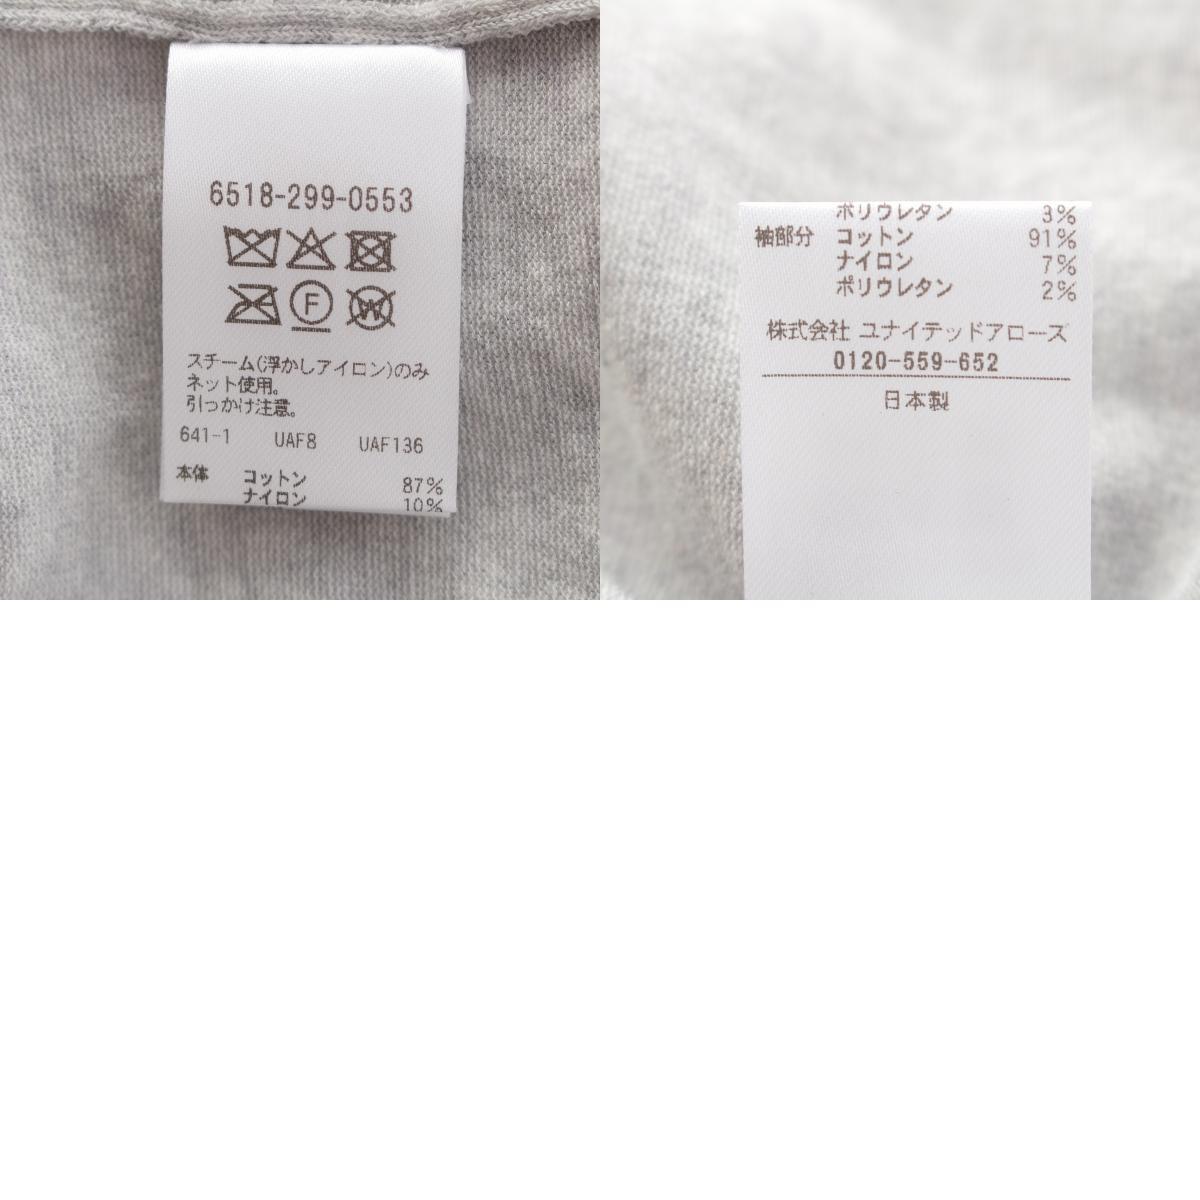 6518-299-0553
F
W
スチーム(浮かしアイロン)のみ
ネット使用。
引っかけ注意。
641-1 UAF8 UAF136
本体 コットン 87%
ナイロン 10%
ポリウレタン 3%
袖部分 コットン 91%
ナイロン 7%
ポリウレタン 2%
株式会社 ユナイテッドアローズ
0120-559-652
日本製